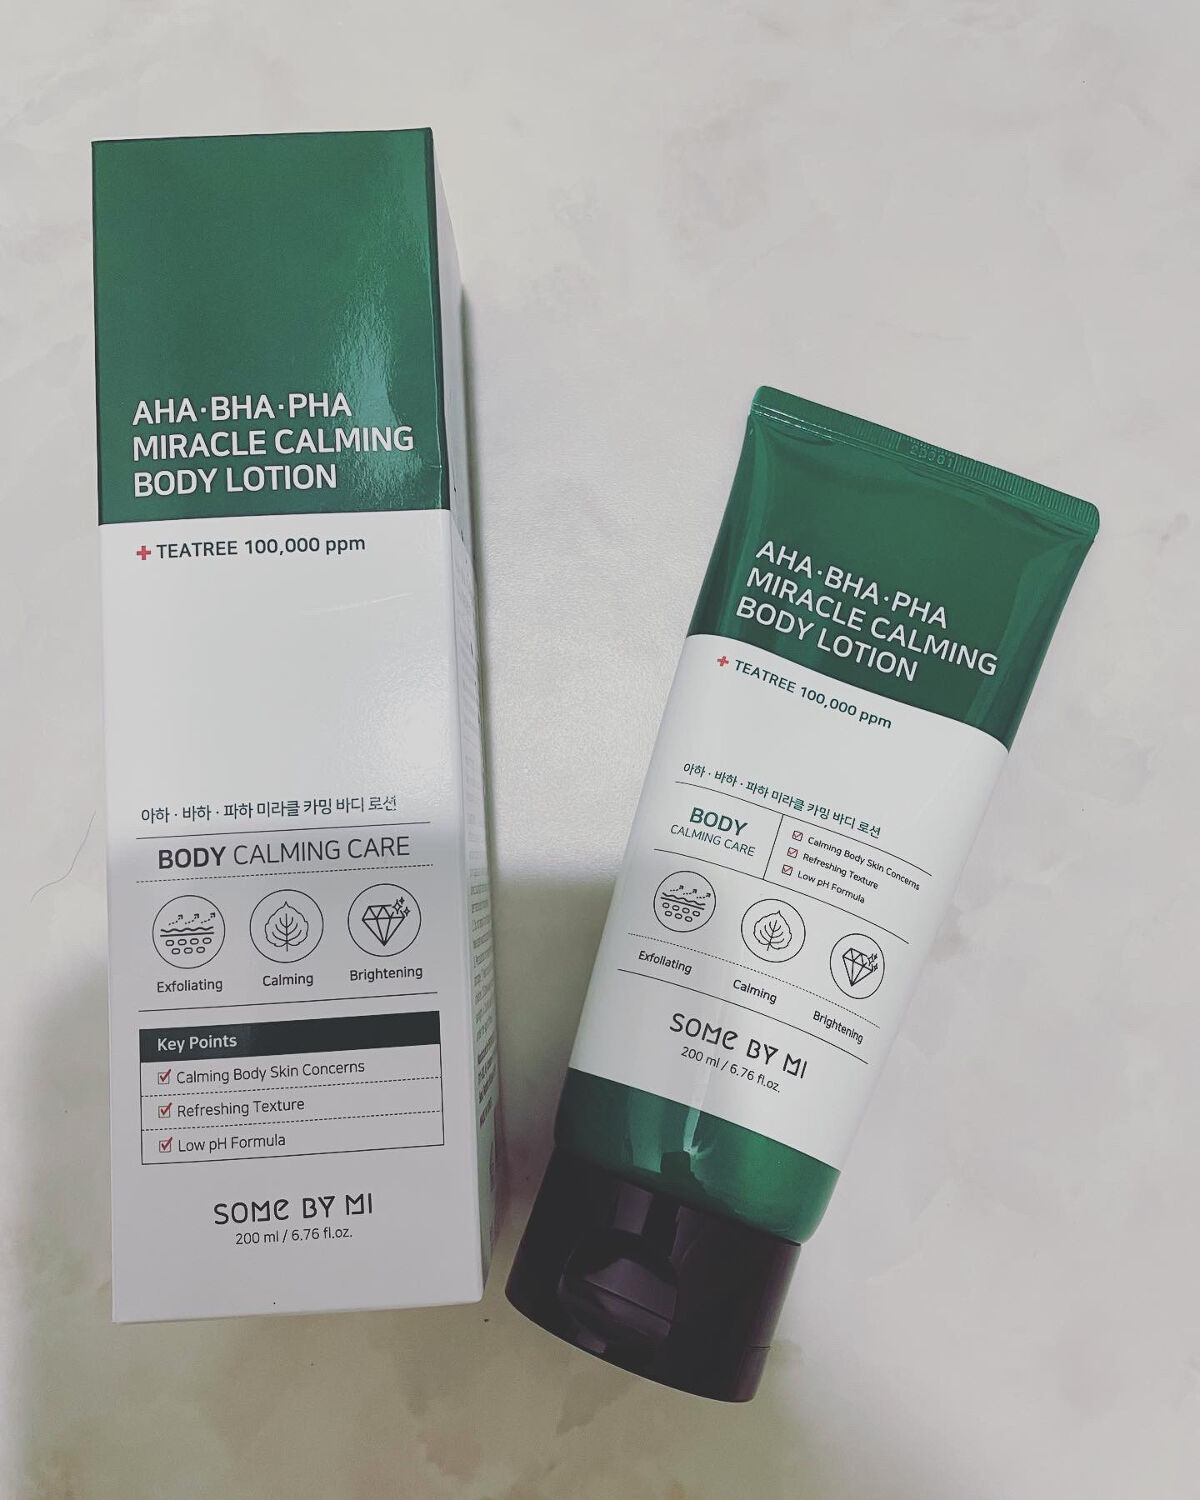 AHA·BHA·PHA
MIRACLE CALMING
BODY LOTION
+ TEATREE 100,000 ppm
아하 · 바하 · 파하 미라클 카밍 바디 로션
BODY CALMING CARE
Exfoliating Calming Brightening
Key Points
Calming Body Skin Concerns
Refreshing Texture
Low pH Formula
SOME BY MI
200 ml / 6.76 fl.oz.
AHA·BHA·PHA
MIRACLE CALMING
BODY LOTION
+ TEATREE 100,000 ppm
아하 · 바하 · 파하 미라클 카밍 바디 로션
BODY
CALMING CARE
Calming Body Skin Concerns
Refreshing Texture
Low pH Formula
Exfoliating Calming Brightening
SOME BY MI
200 ml / 6.76 fl.oz.